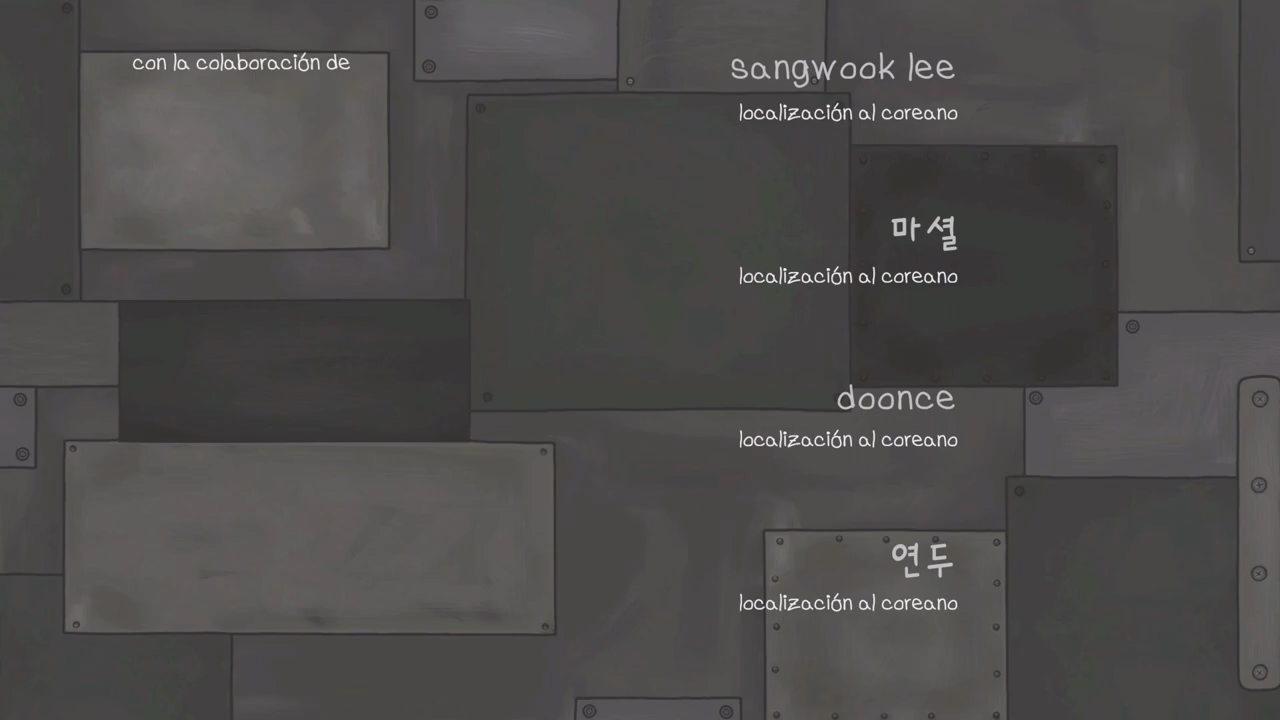 con la colaboración de
sangwook lee
localización al coreano
마셜
localización al coreano
doonce
localización al coreano
연두
localización al coreano